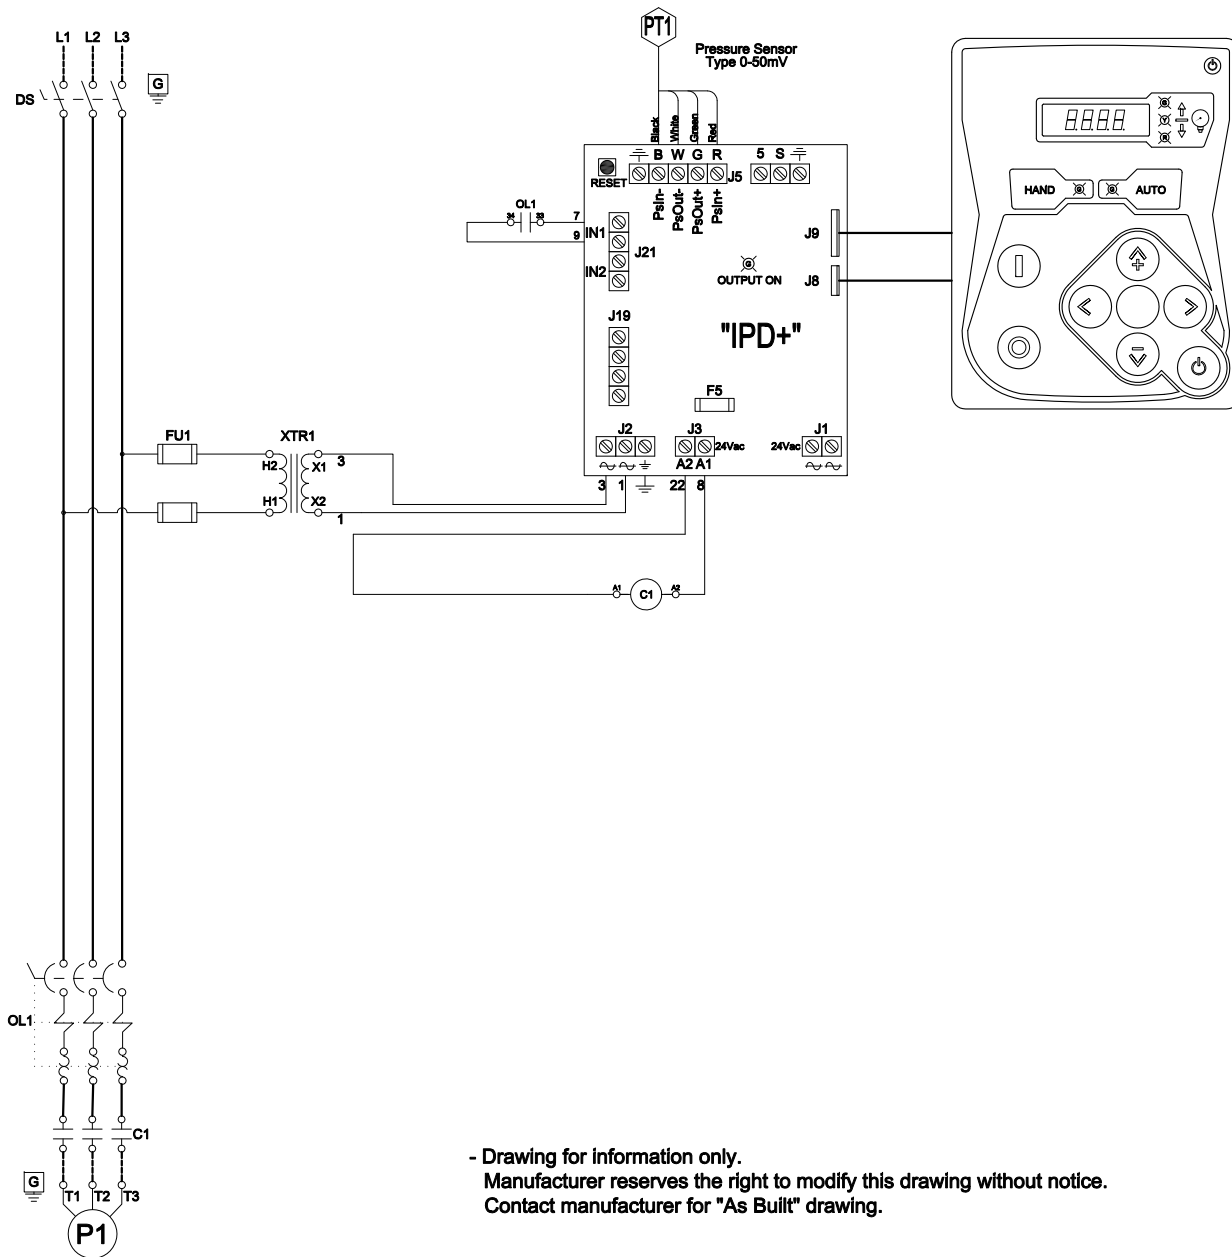 L1 L2 L3
DS
G
PT1
Pressure Sensor
Type 0-50mV
Black White Green Red
B W G R
5 S
RESET
J5
PsIn- PsOut- PsOut+ PsIn+
OL1
34 33
7
9
IN1
IN2
J21
J19
G
OUTPUT ON
J9
J8
"IPD+"
F5
J2
J3
J1
24Vac
24Vac
A2 A1
3 1
22 8
8.8.8.8.
G
Y
R
HAND G
G AUTO
FU1
XTR1
H2 X1 3
H1 X2 1
A1 C1 A2
OL1
C1
G
T1 T2 T3
P1
- Drawing for information only.
Manufacturer reserves the right to modify this drawing without notice.
Contact manufacturer for "As Built" drawing.